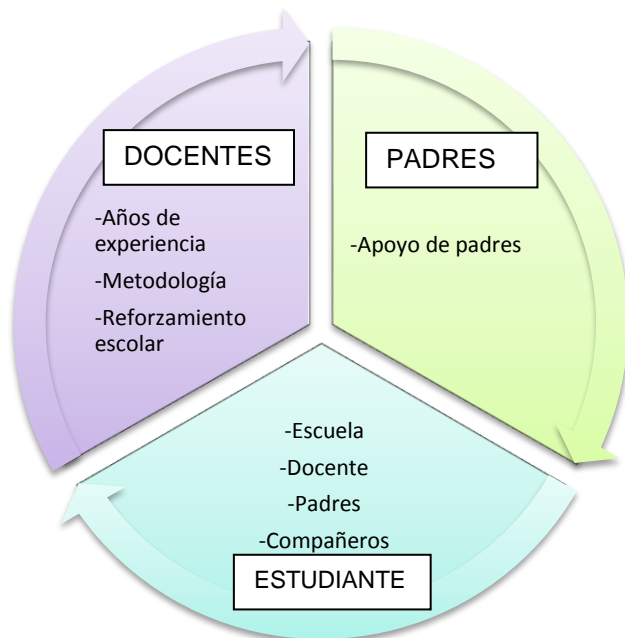 DOCENTES
-Años de
experiencia
-Metodología
-Reforzamiento
escolar
PADRES
-Apoyo de padres
-Escuela
-Docente
-Padres
-Compañeros
ESTUDIANTE